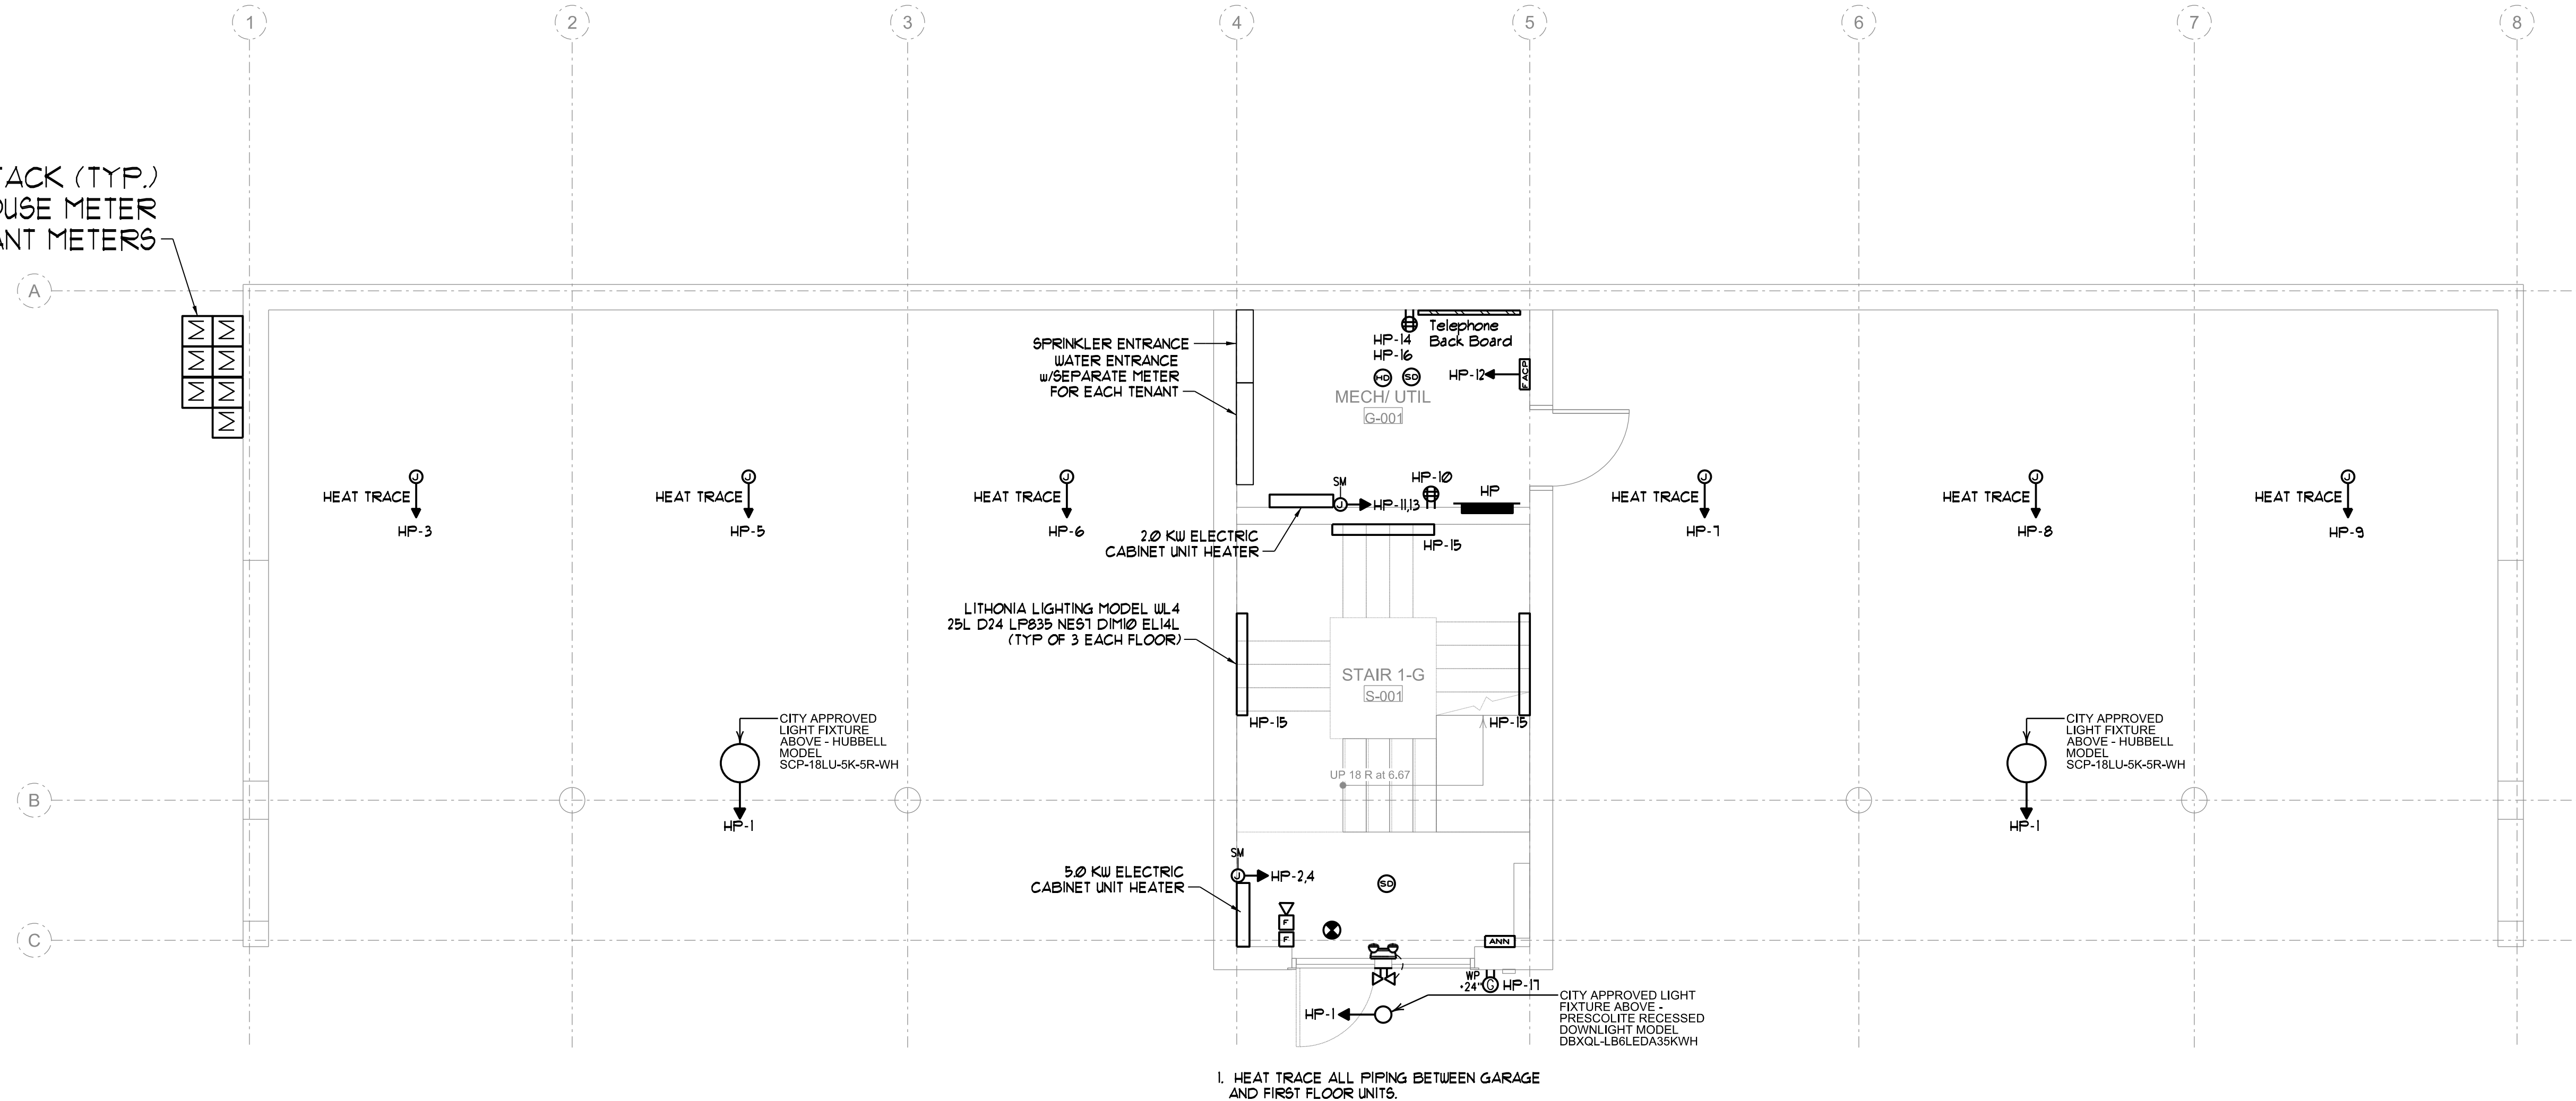 1 2 3 4 5 6 7 8
TACK (TYP.)
METER
METERS
A
M M
M M
M M
M
SPRINKLER ENTRANCE
WATER ENTRANCE
w/SEPARATE METER
FOR EACH TENANT
HP-14
HP-16
Telephone
Back Board
HD SD
HP-12
FACP
MECH/ UTIL
G-001
J
HEAT TRACE
HP-3
J
HEAT TRACE
HP-5
J
HEAT TRACE
HP-6
SM
J
HP-11,13
HP-10
HP
2.0 KW ELECTRIC
CABINET UNIT HEATER
HP-15
J
HEAT TRACE
HP-7
J
HEAT TRACE
HP-8
J
HEAT TRACE
HP-9
LITHONIA LIGHTING MODEL WL4
25L D24 LP835 NES7 DIM10 EL14L
(TYP OF 3 EACH FLOOR)
STAIR 1-G
S-001
HP-15
HP-15
UP 18 R at 6.67
CITY APPROVED
LIGHT FIXTURE
ABOVE - HUBBELL
MODEL
SCP-18LU-5K-5R-WH
HP-1
CITY APPROVED
LIGHT FIXTURE
ABOVE - HUBBELL
MODEL
SCP-18LU-5K-5R-WH
HP-1
B
SM
J
HP-2,4
5.0 KW ELECTRIC
CABINET UNIT HEATER
SD
F
F
ANN
C
WP
+24"
G
HP-17
HP-1
CITY APPROVED LIGHT
FIXTURE ABOVE -
PRESCOLITE RECESSED
DOWNLIGHT MODEL
DBXQL-LB6LEDA35KWH
1. HEAT TRACE ALL PIPING BETWEEN GARAGE
AND FIRST FLOOR UNITS.